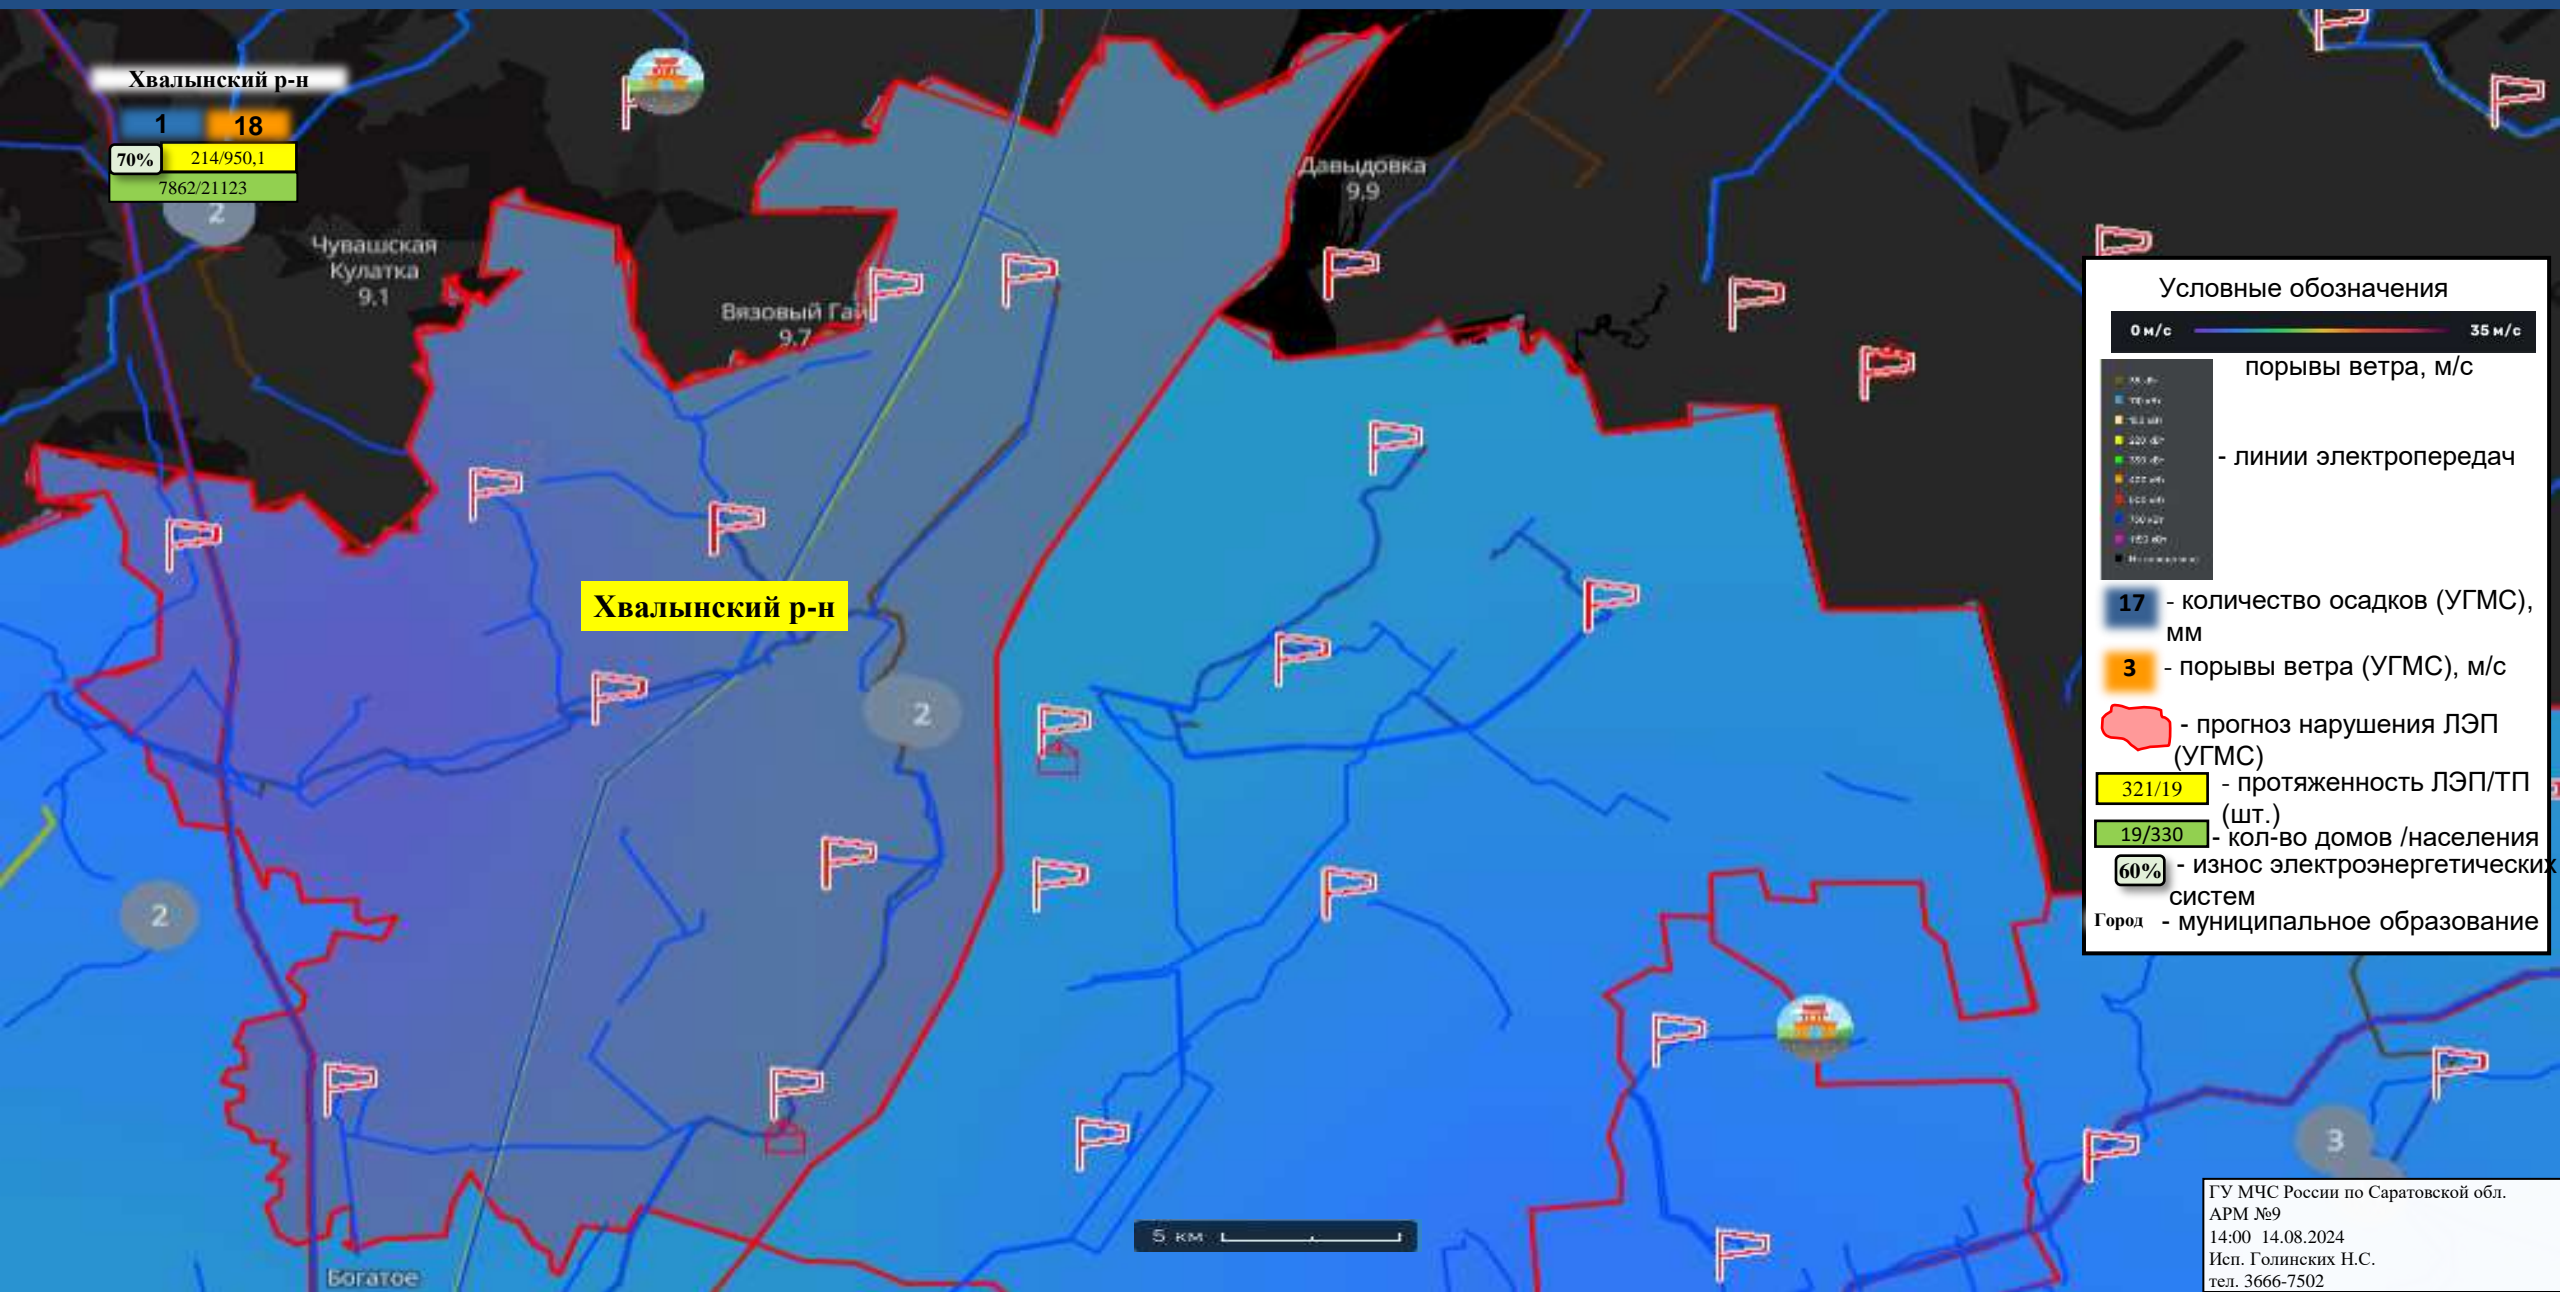 Хвалынский р-н
1 18
70% 214/950,1
7862/21123
2
Чувашская
Кулатка
9.1
Вязовый Гай
9.7
Давыдовка
9.9
Хвалынский р-н
2
2
3
Богатое
5 км
Условные обозначения
0 м/с 35 м/с
порывы ветра, м/с
- линии электропередач
17 - количество осадков (УГМС),
мм
3 - порывы ветра (УГМС), м/с
- прогноз нарушения ЛЭП
(УГМС)
321/19 - протяженность ЛЭП/ТП
(шт.)
19/330 - кол-во домов /населения
60% - износ электроэнергетических
систем
Город - муниципальное образование
ГУ МЧС России по Саратовской обл.
АРМ №9
14:00 14.08.2024
Исп. Голинских Н.С.
тел. 3666-7502